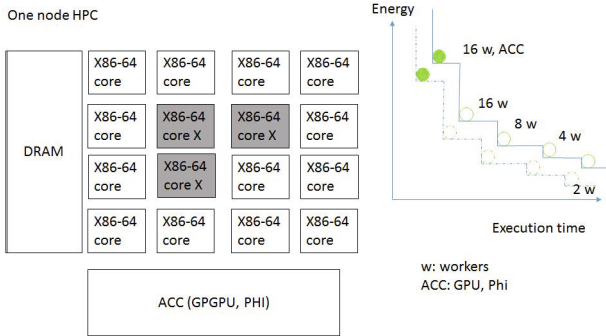 One node HPC
DRAM
X86-64 core
X86-64 core
X86-64 core
X86-64 core
X86-64 core
X86-64 core X
X86-64 core X
X86-64 core
X86-64 core
X86-64 core X
X86-64 core
X86-64 core
X86-64 core
X86-64 core
X86-64 core
X86-64 core
ACC (GPGPU, PHI)
Energy
16 w, ACC
16 w
8 w
4 w
2 w
Execution time
w: workers
ACC: GPU, Phi